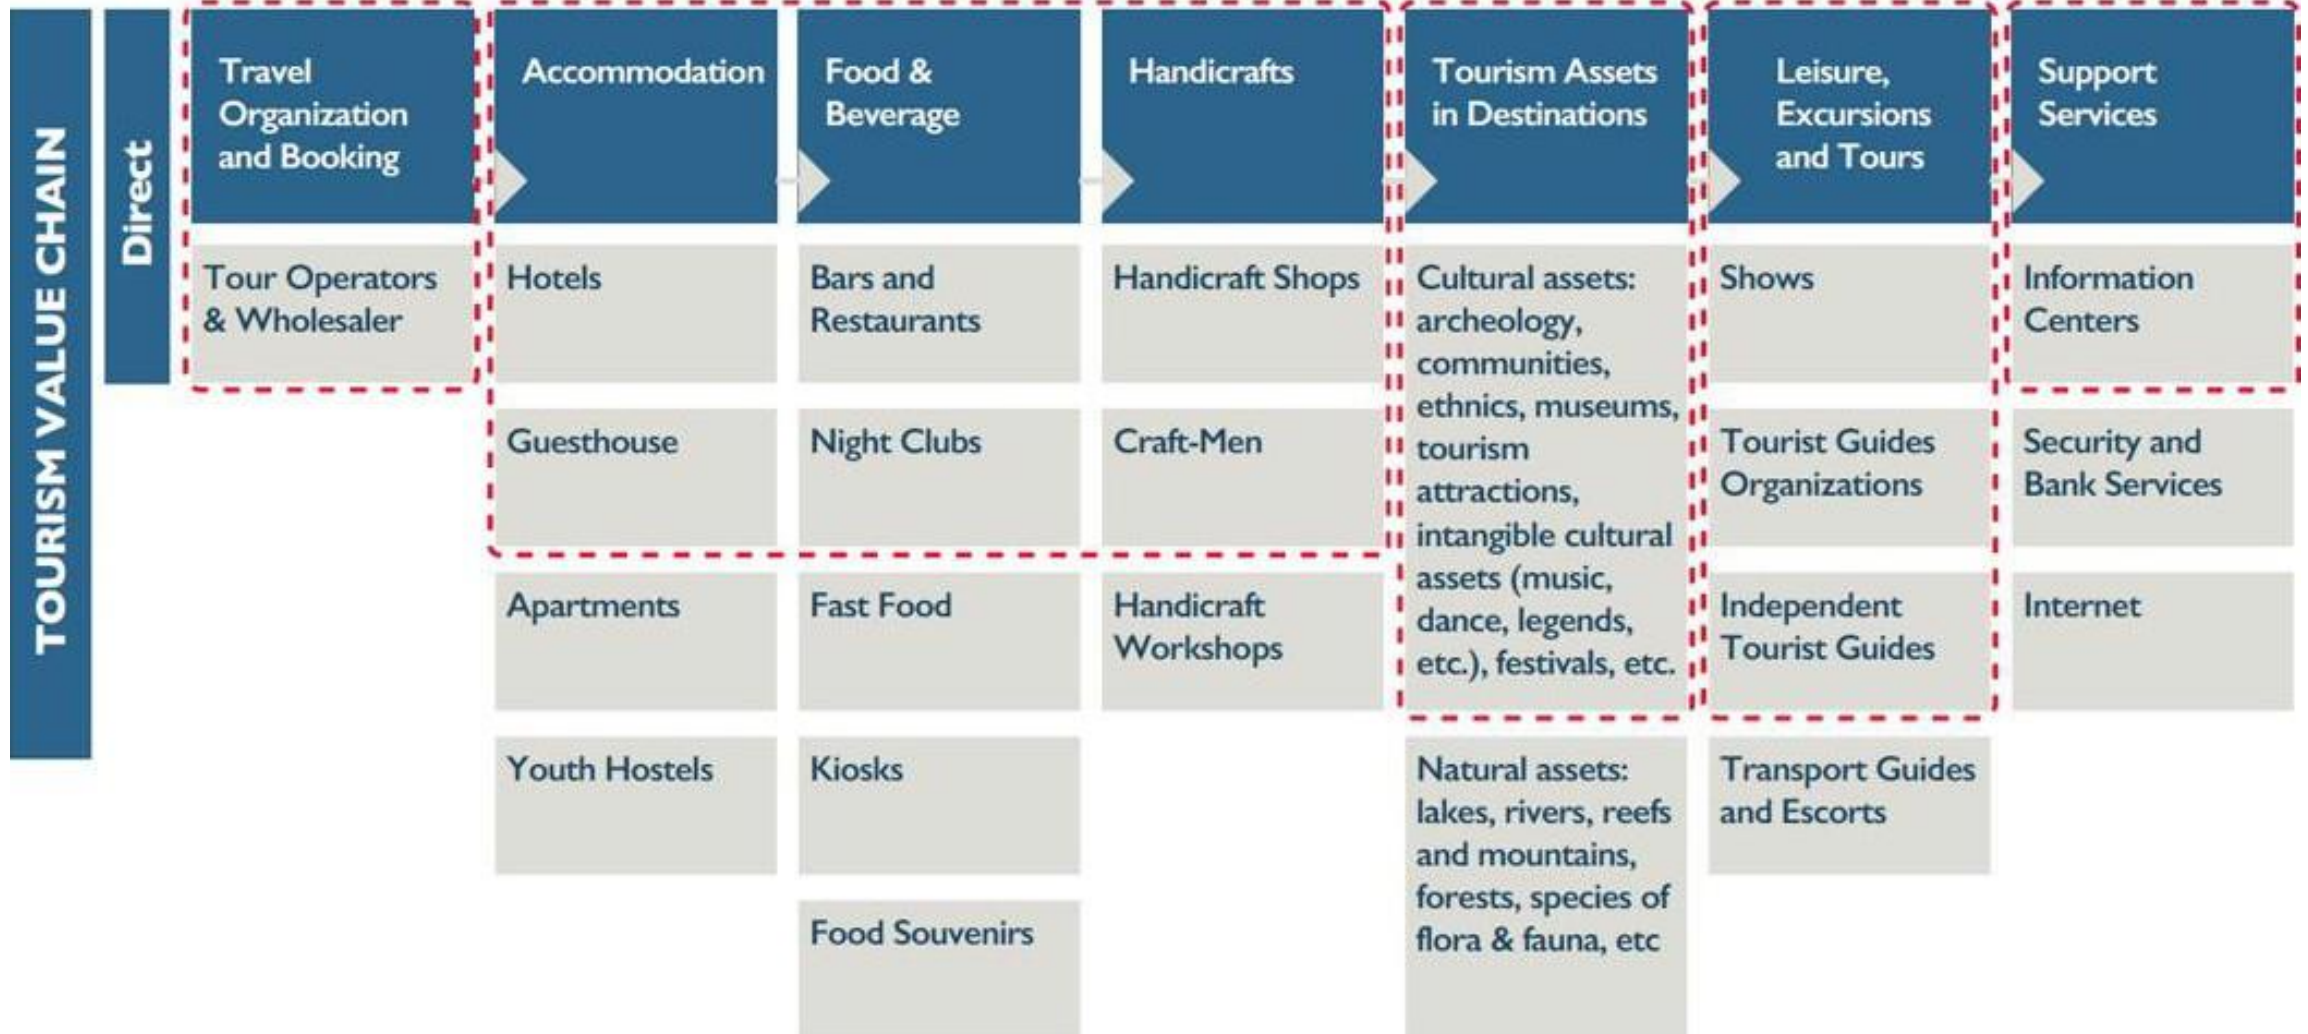 TOURISM VALUE CHAIN
Direct
Travel
Organization
and Booking
Tour Operators
& Wholesaler
Accommodation
Hotels
Guesthouse
Apartments
Youth Hostels
Food &
Beverage
Bars and
Restaurants
Night Clubs
Fast Food
Kiosks
Food Souvenirs
Handicrafts
Handicraft Shops
Craft-Men
Handicraft
Workshops
Tourism Assets
in Destinations
Cultural assets:
archeology,
communities,
ethnics, museums,
tourism
attractions,
intangible cultural
assets (music,
dance, legends,
etc.), festivals, etc.
Natural assets:
lakes, rivers, reefs
and mountains,
forests, species of
flora & fauna, etc
Leisure,
Excursions
and Tours
Shows
Tourist Guides
Organizations
Independent
Tourist Guides
Transport Guides
and Escorts
Support
Services
Information
Centers
Security and
Bank Services
Internet